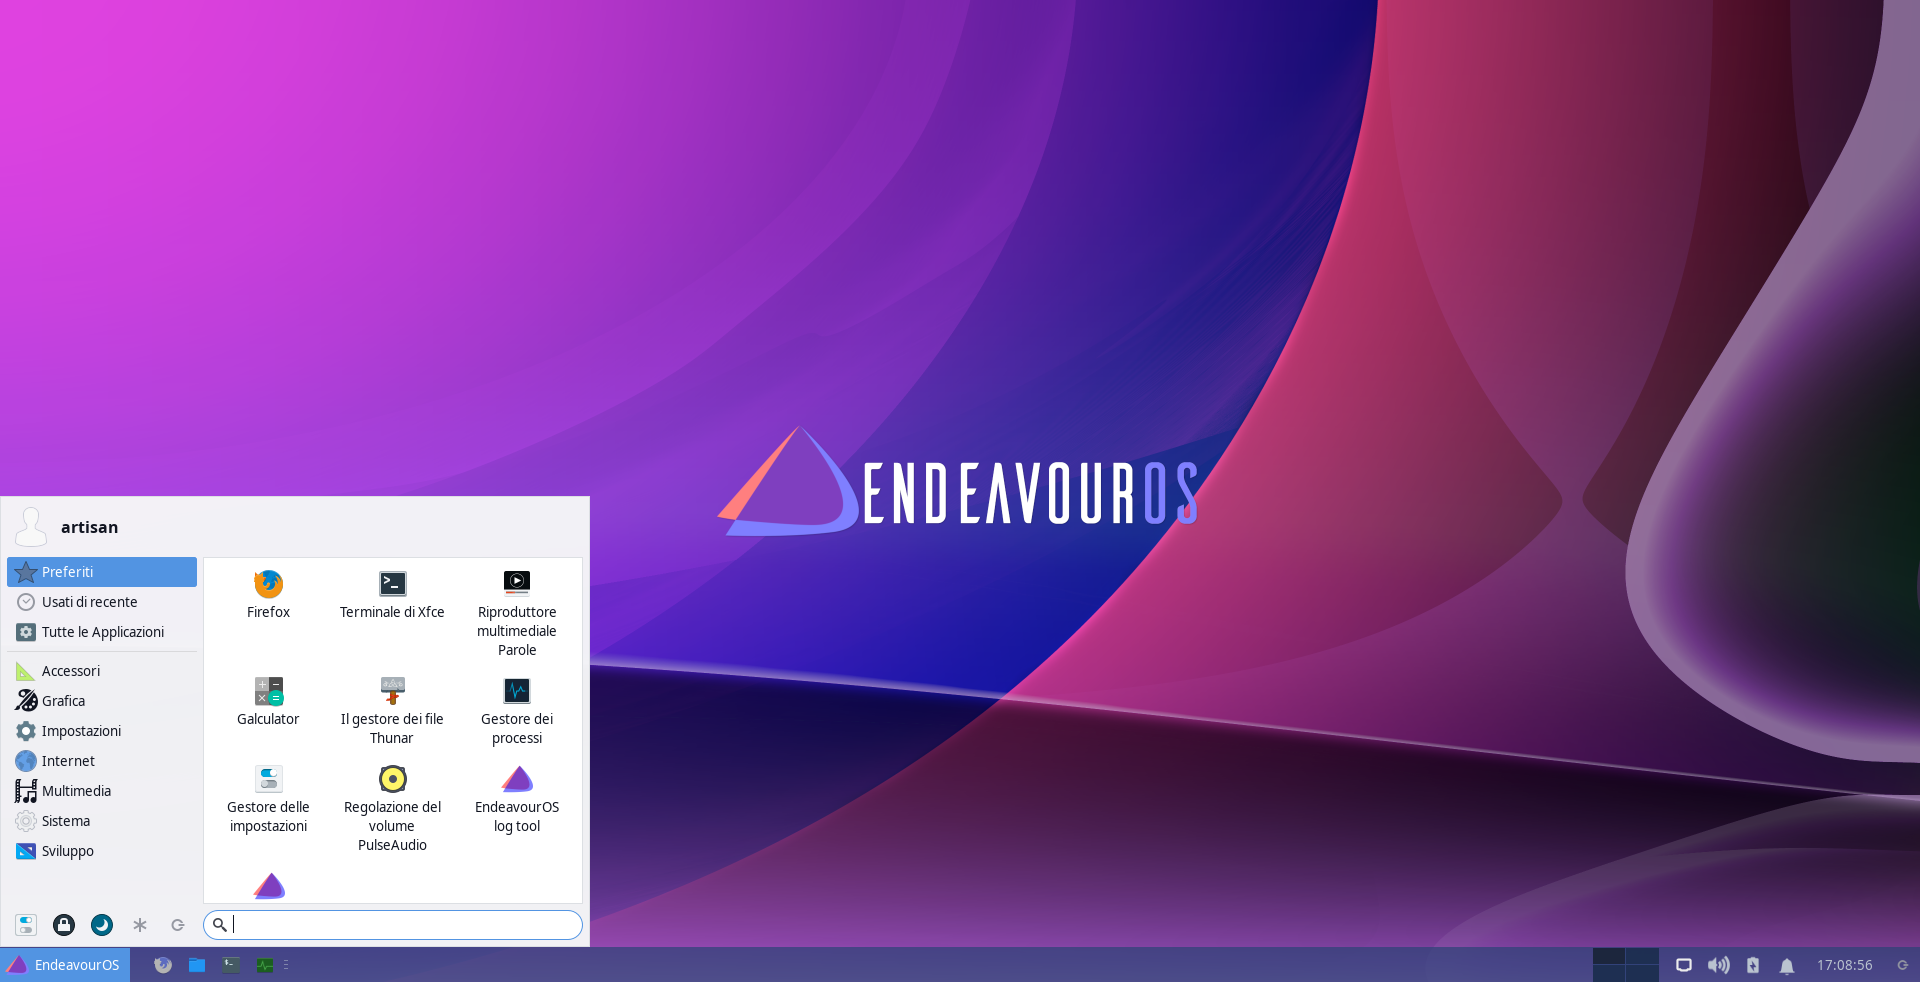 ENDEAVOUROS
artisan
Preferiti
Usati di recente
Tutte le Applicazioni
Accessori
Grafica
Impostazioni
Internet
Multimedia
Sistema
Sviluppo
Firefox
Terminale di Xfce
Riproduttore
multimediale
Parole
Galculator
Il gestore dei file
Thunar
Gestore dei
processi
Gestore delle
impostazioni
Regolazione del
volume
PulseAudio
EndeavourOS
log tool
EndeavourOS
17:08:56